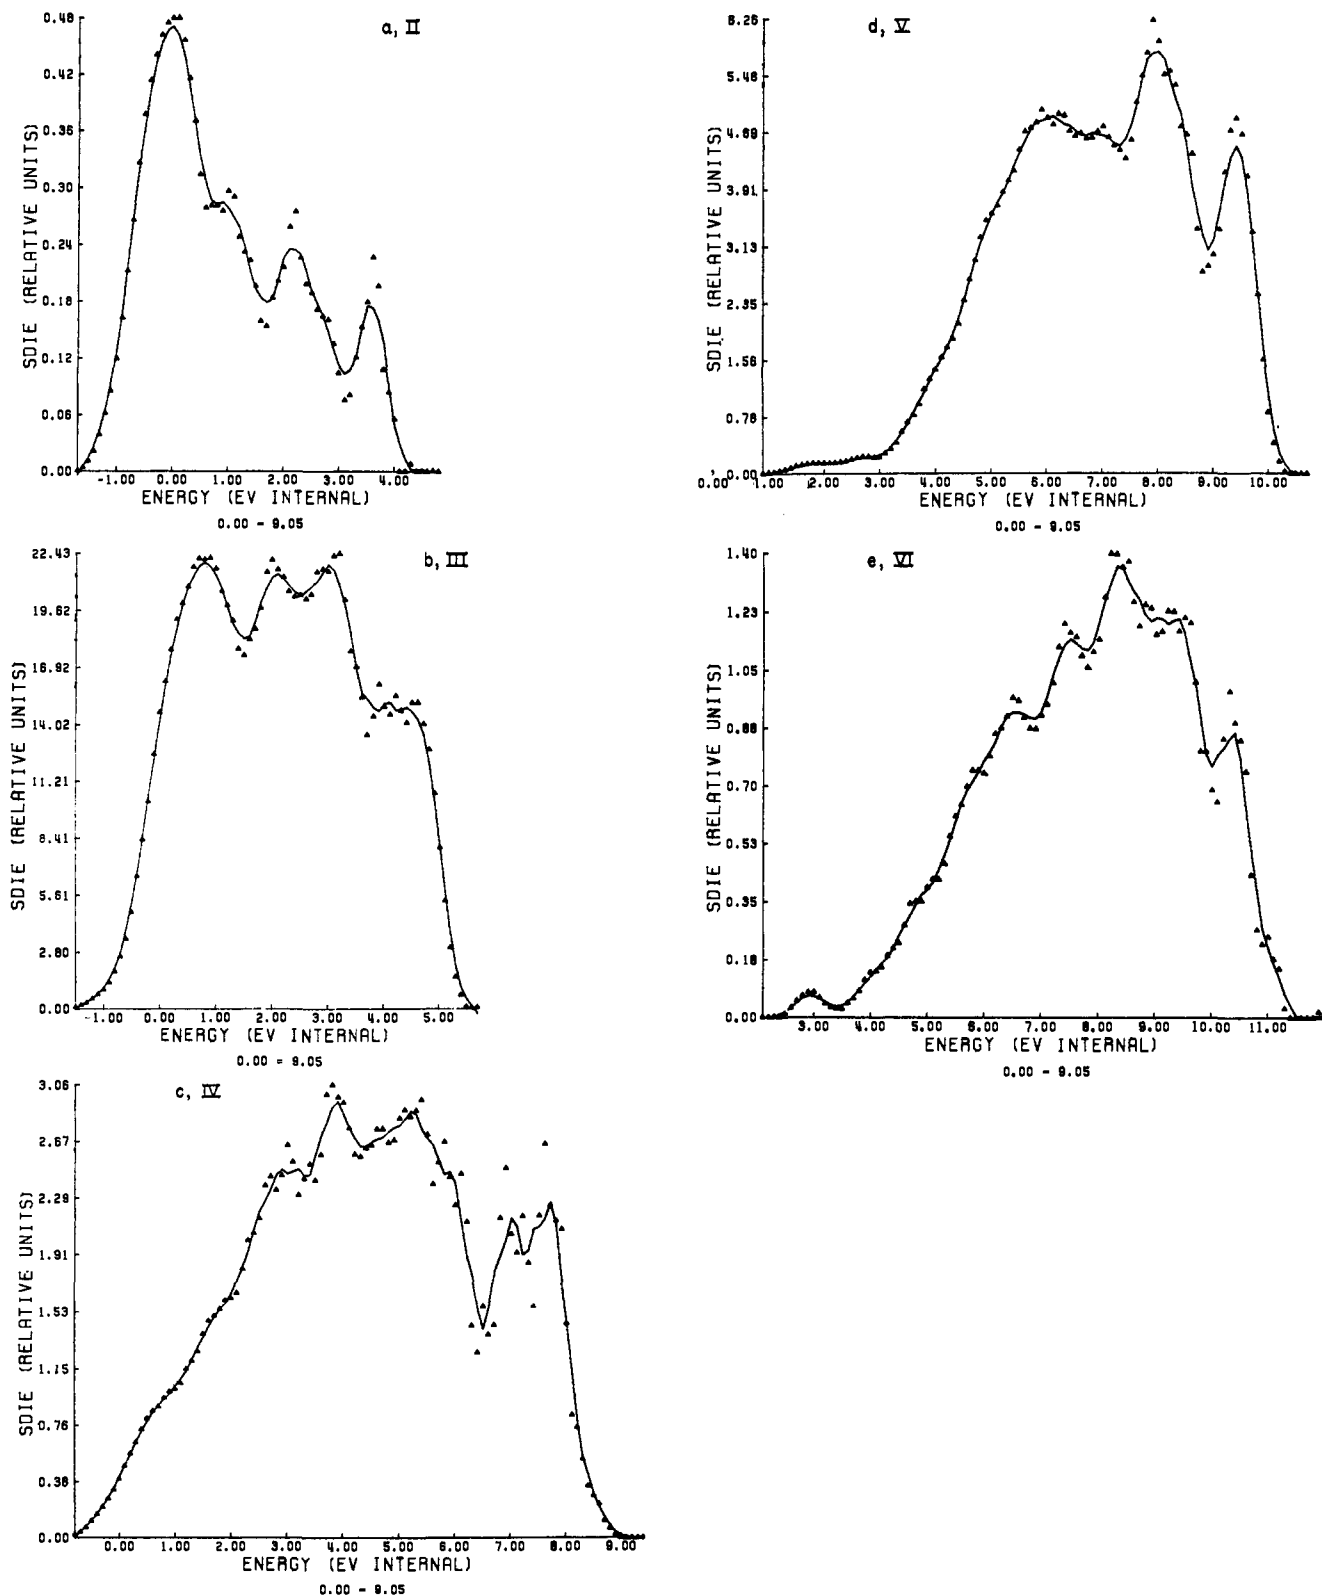 a, II
SDIE (RELATIVE UNITS)
0.48
0.42
0.36
0.30
0.24
0.18
0.12
0.06
0.00
-1.00 0.00 1.00 2.00 3.00 4.00
ENERGY (EV INTERNAL)
0.00 - 9.05
b, III
SDIE (RELATIVE UNITS)
22.43
19.62
16.92
14.02
11.21
8.41
5.61
2.80
0.00
-1.00 0.00 1.00 2.00 3.00 4.00 5.00
ENERGY (EV INTERNAL)
0.00 - 9.05
c, IV
SDIE (RELATIVE UNITS)
3.06
2.67
2.29
1.91
1.53
1.15
0.76
0.38
0.00
0.00 1.00 2.00 3.00 4.00 5.00 6.00 7.00 8.00 9.00
ENERGY (EV INTERNAL)
0.00 - 9.05
d, V
SDIE (RELATIVE UNITS)
6.26
5.48
4.69
3.91
3.13
2.35
1.56
0.78
0.00
1.00 2.00 3.00 4.00 5.00 6.00 7.00 8.00 9.00 10.00
ENERGY (EV INTERNAL)
0.00 - 9.05
e, VI
SDIE (RELATIVE UNITS)
1.40
1.23
1.05
0.88
0.70
0.53
0.35
0.18
0.00
3.00 4.00 5.00 6.00 7.00 8.00 9.00 10.00 11.00
ENERGY (EV INTERNAL)
0.00 - 9.05